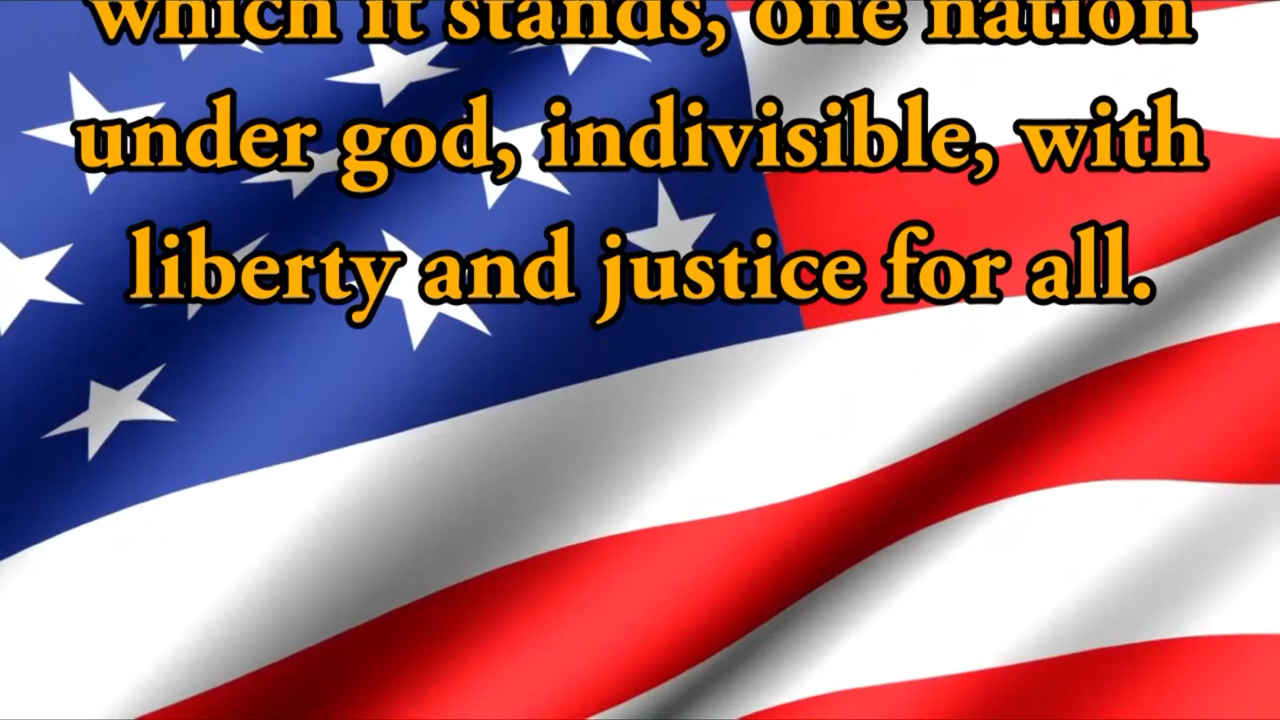 which it stands, one nation
under god, indivisible, with
liberty and justice for all.